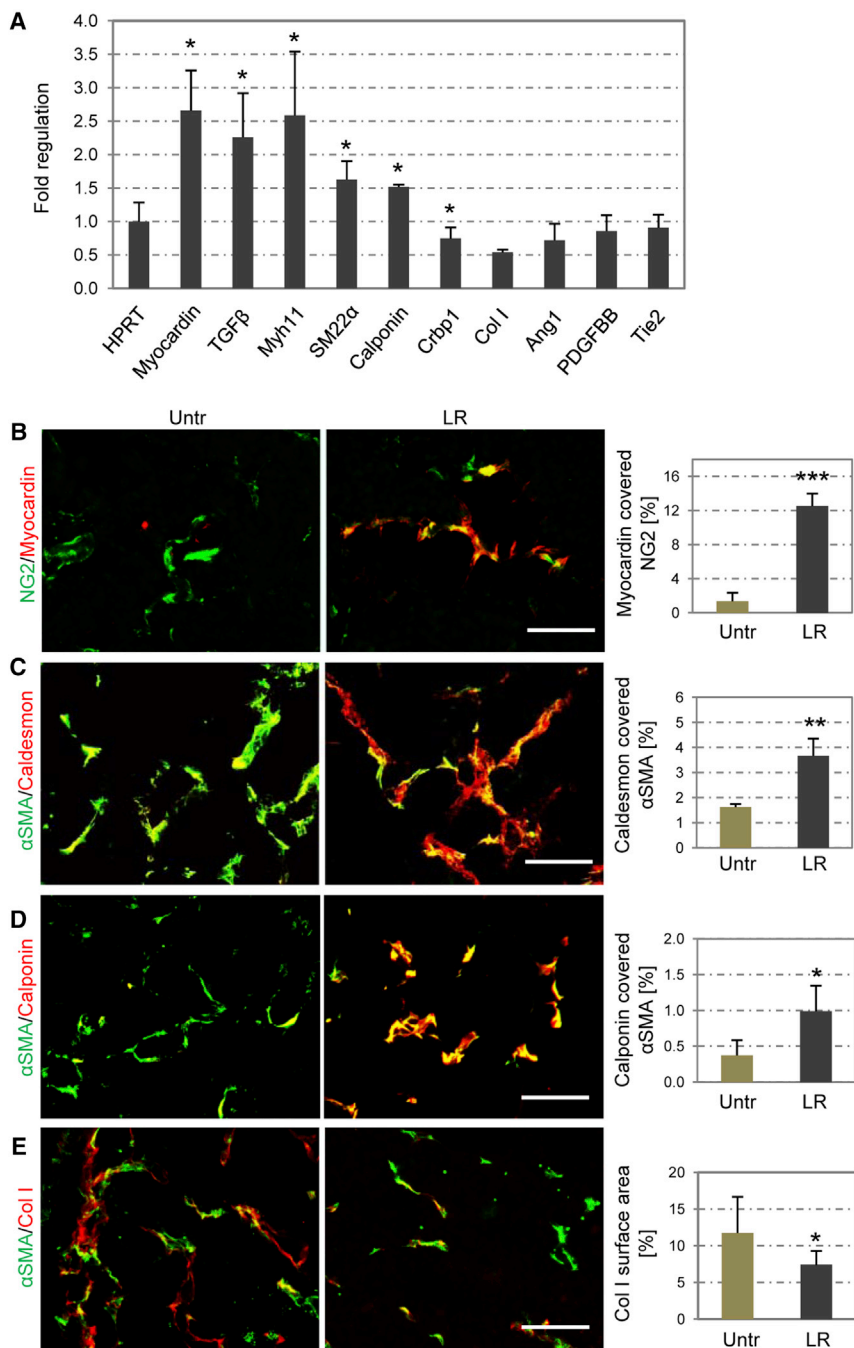 A
Fold regulation
4.0
3.5
3.0
2.5
2.0
1.5
1.0
0.5
0.0
* * * * * *
HPRT
Myocardin
TGFβ
Myh11
SM22α
Calponin
Crbp1
Col I
Ang1
PDGFBB
Tie2
Untr LR
B
NG2/Myocardin
Myocardin covered
NG2 [%]
16
12
8
4
0
***
Untr LR
C
αSMA/Caldesmon
Caldesmon covered
αSMA [%]
6
5
4
3
2
1
0
**
Untr LR
D
αSMA/Calponin
Calponin covered
αSMA [%]
2.0
1.5
1.0
0.5
0.0
*
Untr LR
E
αSMA/Col I
Col I surface area
[%]
20
15
10
5
0
*
Untr LR